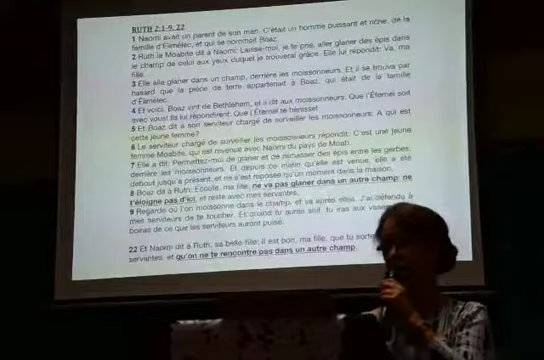 RUTH 2:1-9, 22
1 Naomi avait un parent de son mari. C'était un homme puissant et riche, de la
famille d'Elimélec, et qui se nommait Boaz.
2 Ruth la Moabite dit à Naomi: Laisse-moi, je te prie, aller glaner des épis dans
le champ de celui aux yeux duquel je trouverai grâce. Elle lui répondit: Va, ma
fille.
3 Elle alla glaner dans un champ, derrière les moissonneurs. Et il se trouva par
hasard que la pièce de terre appartenait à Boaz, qui était de la famille
d'Élimélec.
4 Et voici, Boaz vint de Bethléhem, et il dit aux moissonneurs: Que l'Éternel soit
avec vous! Ils lui répondirent: Que l'Éternel te bénisse!
5 Et Boaz dit à son serviteur chargé de surveiller les moissonneurs: A qui est
cette jeune femme?
6 Le serviteur chargé de surveiller les moissonneurs répondit: C'est une jeune
femme Moabite, qui est revenue avec Naomi du pays de Moab.
7 Elle a dit: Permettez-moi de glaner et de ramasser des épis entre les gerbes,
derrière les moissonneurs. Et depuis ce matin qu'elle est venue, elle a été
debout jusqu'à présent, et ne s'est reposée qu'un moment dans la maison.
8 Boaz dit à Ruth: Écoute, ma fille, ne va pas glaner dans un autre champ; ne
t'éloigne pas d'ici, et reste avec mes servantes.
9 Regarde où l'on moissonne dans le champ, et va après elles. J'ai défendu à
mes serviteurs de te toucher. Et quand tu auras soif, tu iras aux
boiras de ce que les serviteurs auront puisé.
22 Et Naomi dit à Ruth, sa belle-fille: Il est bon, ma fille, que tu
servantes, et qu'on ne te rencontre pas dans un autre champ.